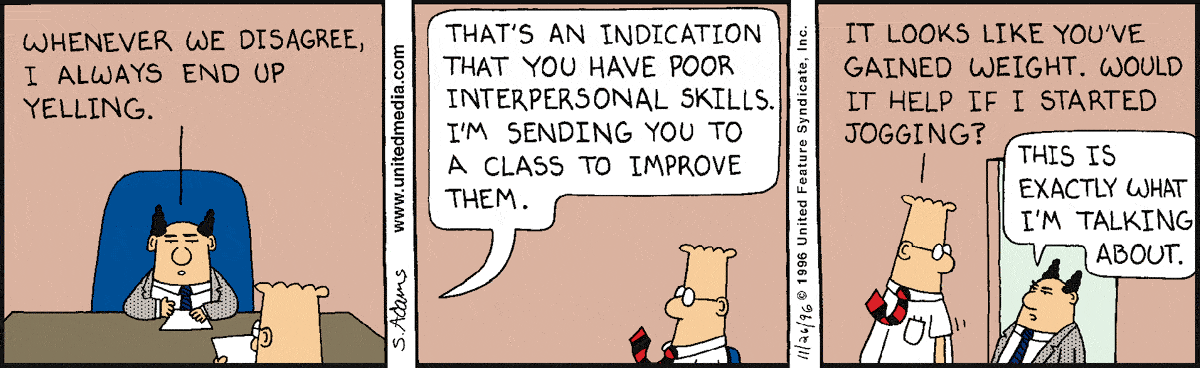 WHENEVER WE DISAGREE,
I ALWAYS END UP
YELLING.
www.unitedmedia.com
S. Adams
THAT'S AN INDICATION
THAT YOU HAVE POOR
INTERPERSONAL SKILLS.
I'M SENDING YOU TO
A CLASS TO IMPROVE
THEM.
11/26/96 © 1996 United Feature Syndicate, Inc.
IT LOOKS LIKE YOU'VE
GAINED WEIGHT. WOULD
IT HELP IF I STARTED
JOGGING?
THIS IS
EXACTLY WHAT
I'M TALKING
ABOUT.